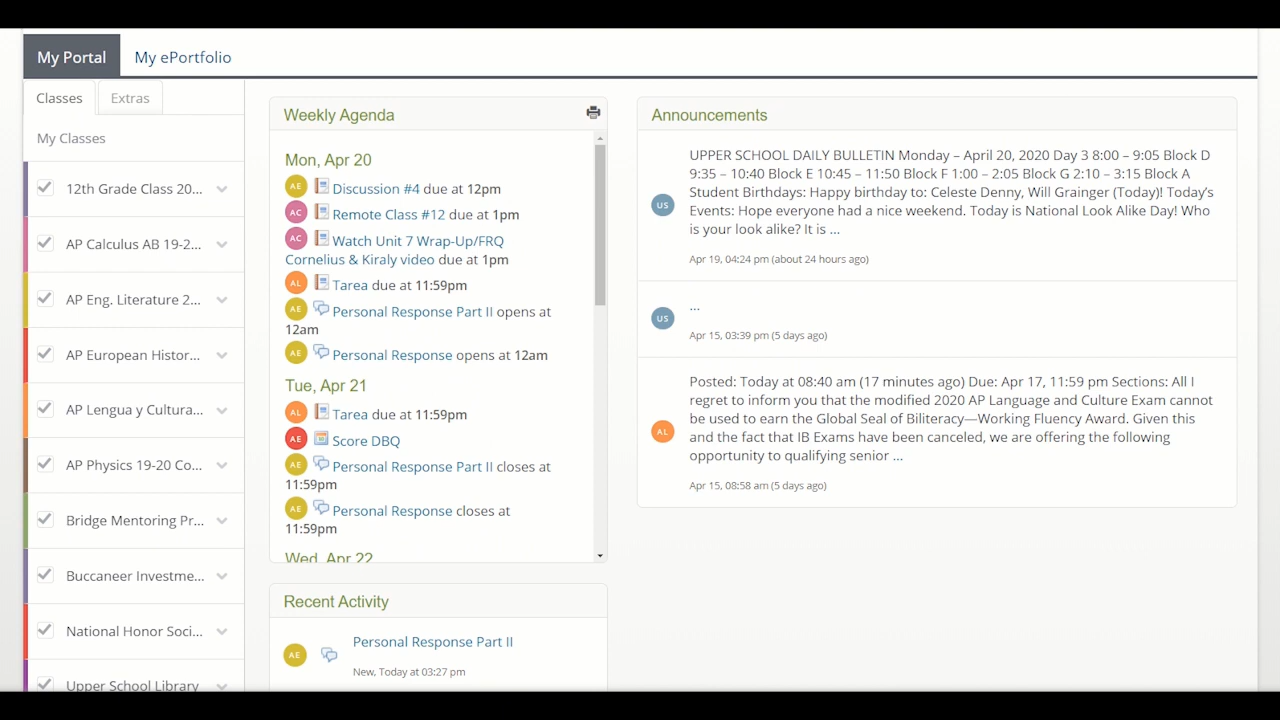 My Portal
My ePortfolio
Classes
Extras
My Classes
12th Grade Class 20...
AP Calculus AB 19-2...
AP Eng. Literature 2...
AP European Histor...
AP Lengua y Cultura...
AP Physics 19-20 Co...
Bridge Mentoring Pr...
Buccaneer Investme...
National Honor Soci...
Upper School Library
Weekly Agenda
Mon, Apr 20
AE Discussion #4 due at 12pm
AC Remote Class #12 due at 1pm
AC Watch Unit 7 Wrap-Up/FRQ
Cornelius & Kiraly video due at 1pm
AL Tarea due at 11:59pm
AE Personal Response Part II opens at
12am
AE Personal Response opens at 12am
Tue, Apr 21
AL Tarea due at 11:59pm
AE Score DBQ
AE Personal Response Part II closes at
11:59pm
AE Personal Response closes at
11:59pm
Wed, Apr 22
Recent Activity
AE Personal Response Part II
New, Today at 03:27 pm
Announcements
UPPER SCHOOL DAILY BULLETIN Monday – April 20, 2020 Day 3 8:00 – 9:05 Block D
9:35 – 10:40 Block E 10:45 – 11:50 Block F 1:00 – 2:05 Block G 2:10 – 3:15 Block A
Student Birthdays: Happy birthday to: Celeste Denny, Will Grainger (Today)! Today's
US
Events: Hope everyone had a nice weekend. Today is National Look Alike Day! Who
is your look alike? It is ...
Apr 19, 04:24 pm (about 24 hours ago)
US
...
Apr 15, 03:39 pm (5 days ago)
Posted: Today at 08:40 am (17 minutes ago) Due: Apr 17, 11:59 pm Sections: All I
regret to inform you that the modified 2020 AP Language and Culture Exam cannot
be used to earn the Global Seal of Biliteracy—Working Fluency Award. Given this
AL
and the fact that IB Exams have been canceled, we are offering the following
opportunity to qualifying senior ...
Apr 15, 08:58 am (5 days ago)